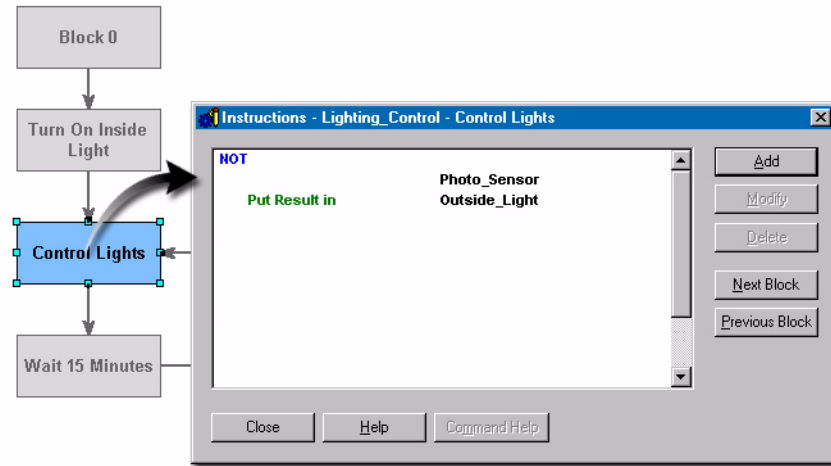 Block 0
Turn On Inside
Light
Control Lights
Wait 15 Minutes
Instructions - Lighting_Control - Control Lights
NOT
Photo_Sensor
Put Result in Outside_Light
Add
Modify
Delete
Next Block
Previous Block
Close
Help
Command Help